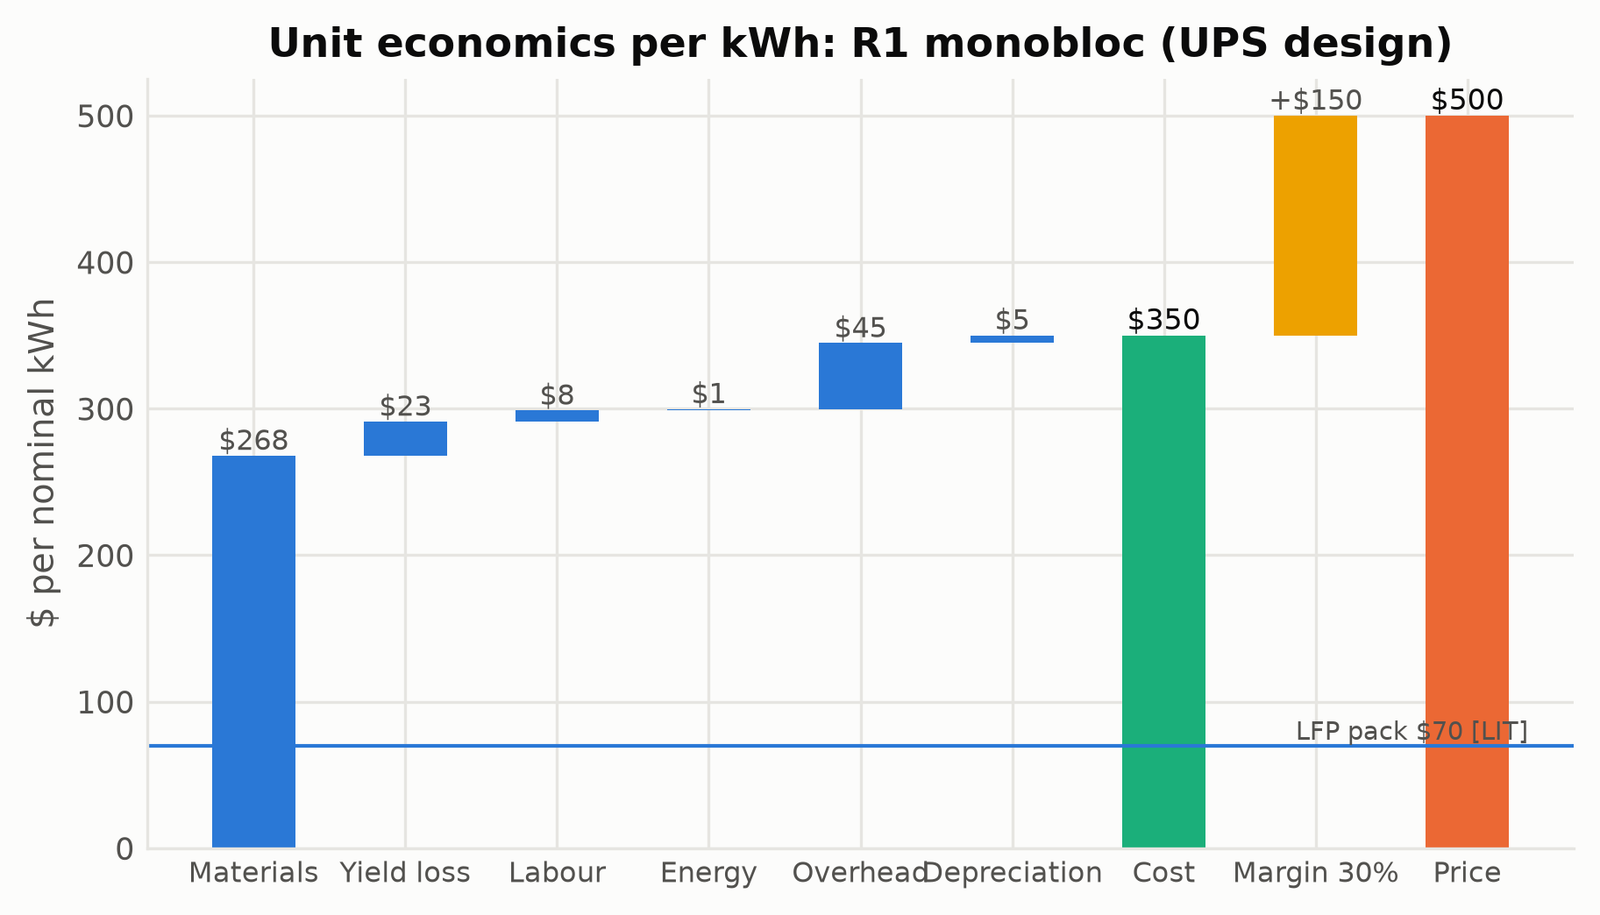 Unit economics per kWh: R1 monobloc (UPS design)
$ per nominal kWh
500
400
300
200
100
0
$268
$23
$8
$1
$45
$5
$350
+$150
$500
LFP pack $70 [LIT]
Materials
Yield loss
Labour
Energy
Overhead
Depreciation
Cost
Margin 30%
Price